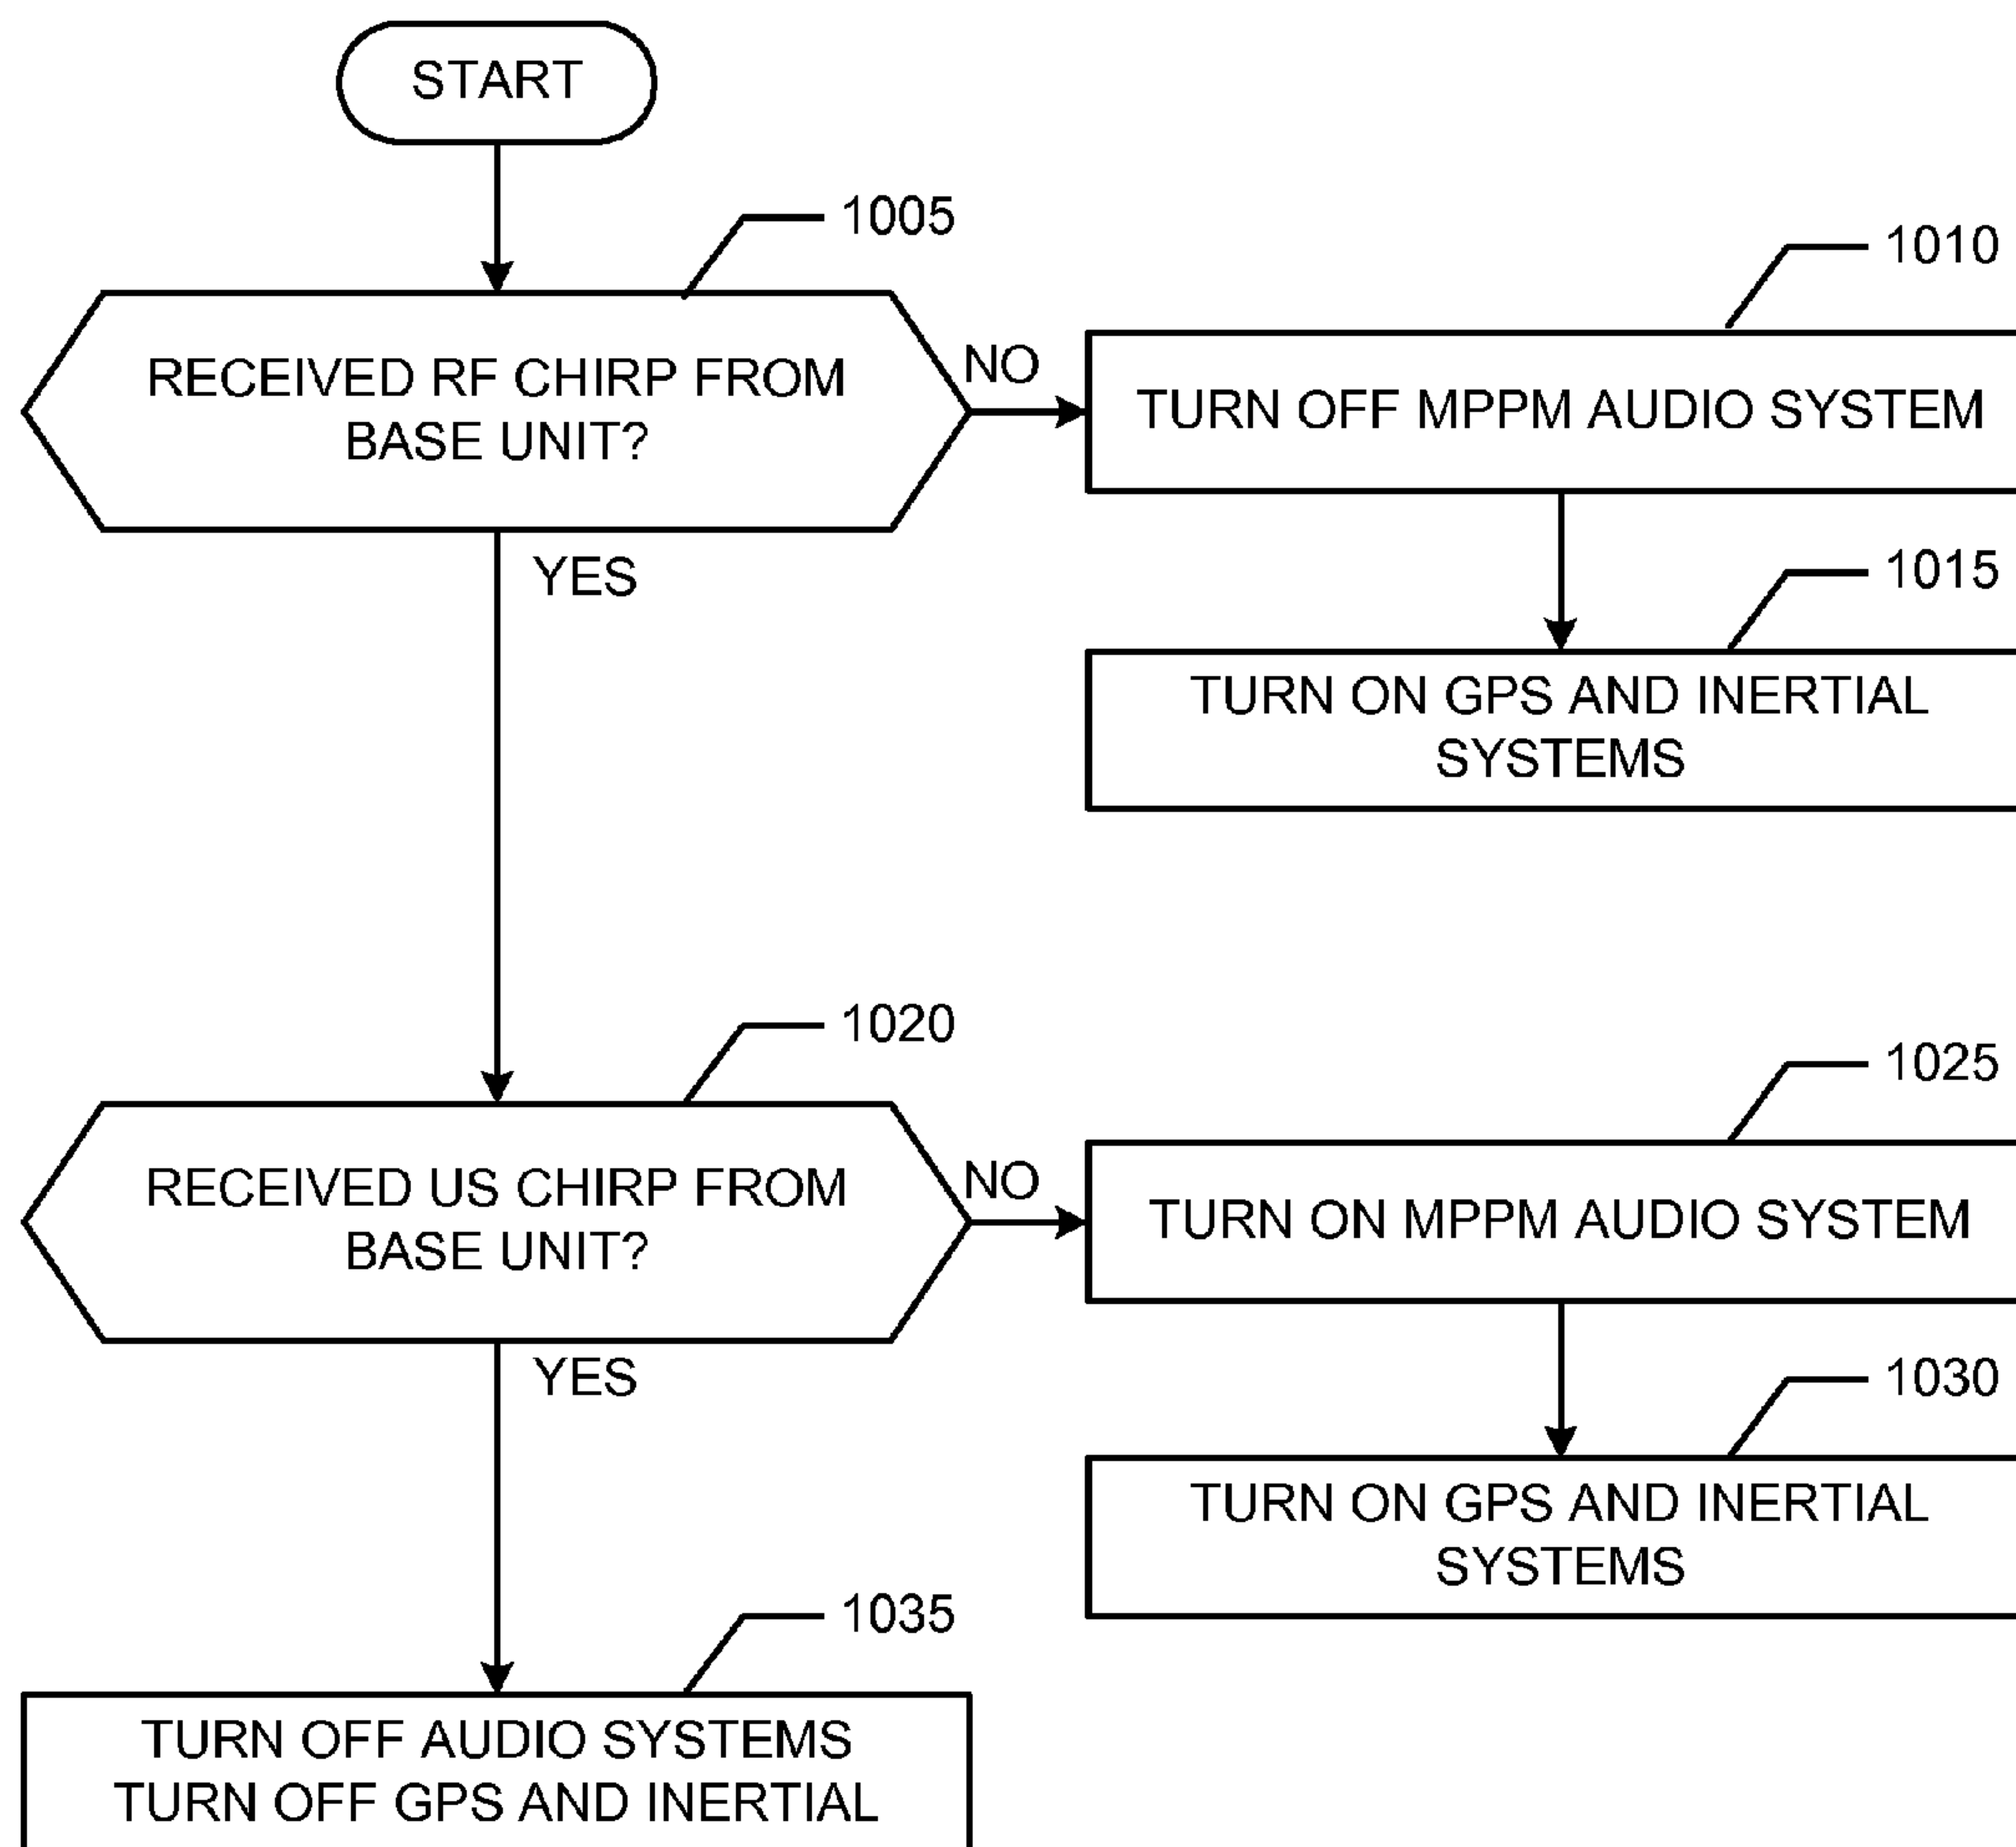 START
1005
RECEIVED RF CHIRP FROM
BASE UNIT?
NO
1010
TURN OFF MPPM AUDIO SYSTEM
YES
1015
TURN ON GPS AND INERTIAL
SYSTEMS
1020
RECEIVED US CHIRP FROM
BASE UNIT?
NO
1025
TURN ON MPPM AUDIO SYSTEM
YES
1030
TURN ON GPS AND INERTIAL
SYSTEMS
1035
TURN OFF AUDIO SYSTEMS
TURN OFF GPS AND INERTIAL